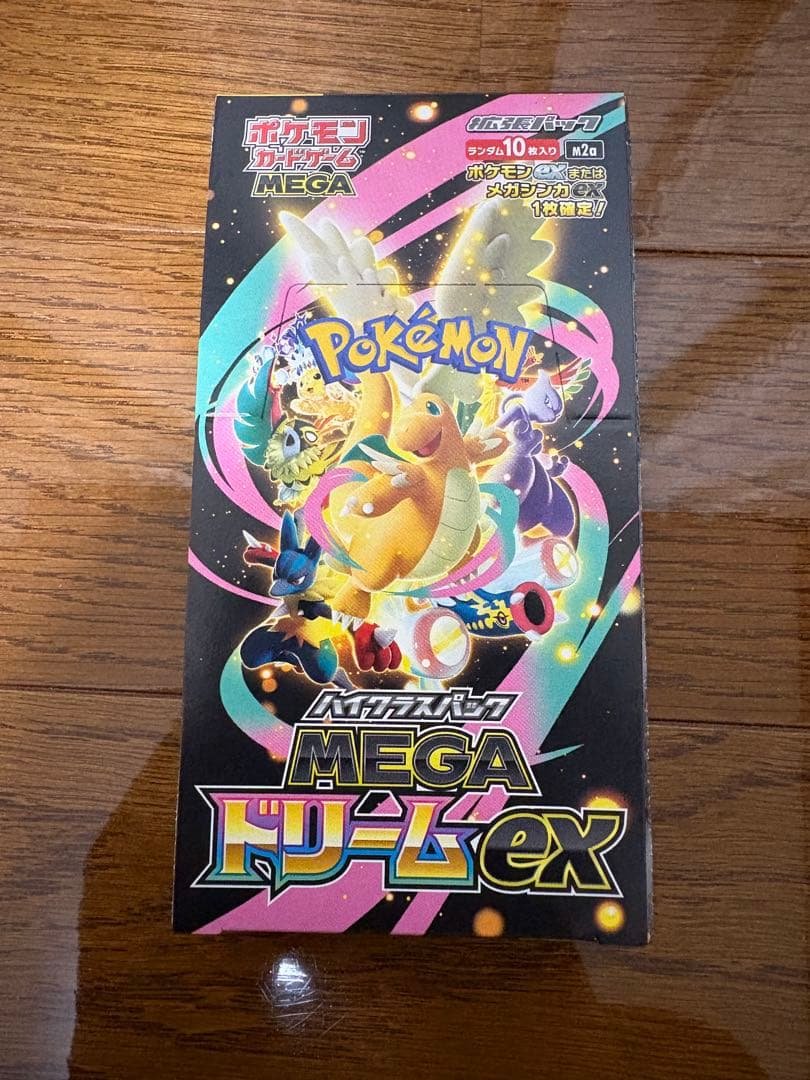 ポケモン
カードゲーム
MEGA
拡張パック
ランダム10枚入り M2a
ポケモンexまたは
メガシンカex
1枚確定!
POKÉMON
TM
ハイクラスパック
MEGA
ドリームex